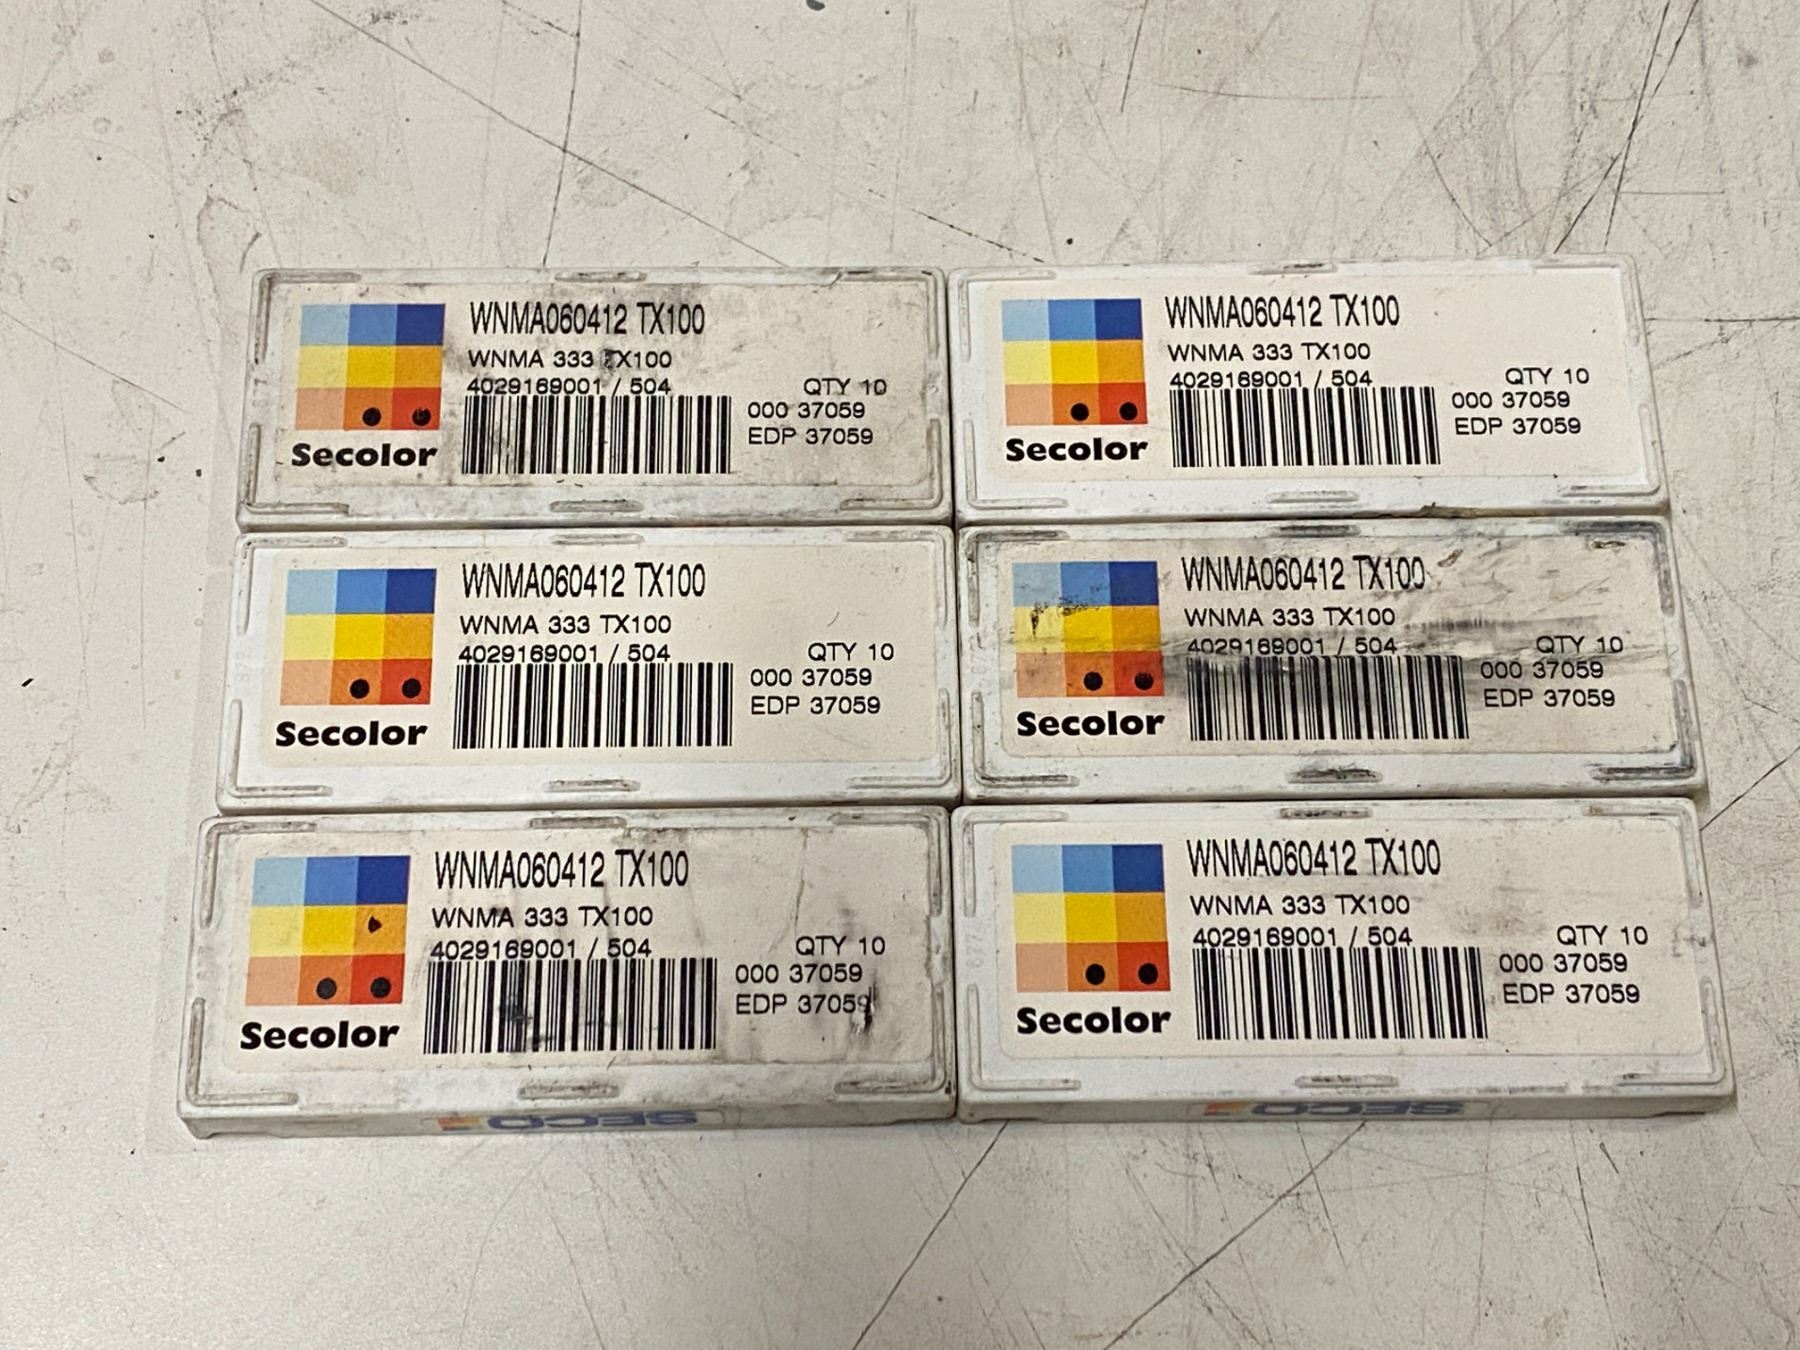 WNMA060412 TX100
WNMA 333 TX100
4029169001 / 504
QTY 10
000 37059
EDP 37059
Secolor
WNMA060412 TX100
WNMA 333 TX100
4029169001 / 504
QTY 10
000 37059
EDP 37059
Secolor
WNMA060412 TX100
WNMA 333 TX100
4029169001 / 504
QTY 10
000 37059
EDP 37059
Secolor
WNMA060412 TX100
WNMA 333 TX100
4029169001 / 504
QTY 10
000 37059
EDP 37059
Secolor
WNMA060412 TX100
WNMA 333 TX100
4029169001 / 504
QTY 10
000 37059
EDP 37059
Secolor
SECO
WNMA060412 TX100
WNMA 333 TX100
4029169001 / 504
QTY 10
000 37059
EDP 37059
Secolor
SECO